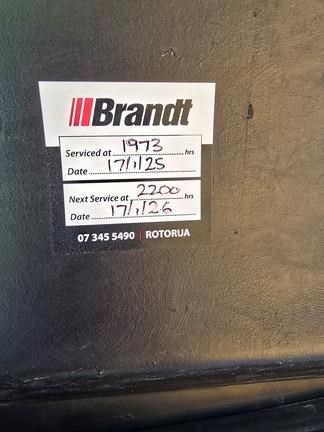 Brandt
Serviced at 1973 hrs
Date 17/1/25
Next Service at 2200 hrs
Date 17/1/26
07 345 5490 | ROTORUA